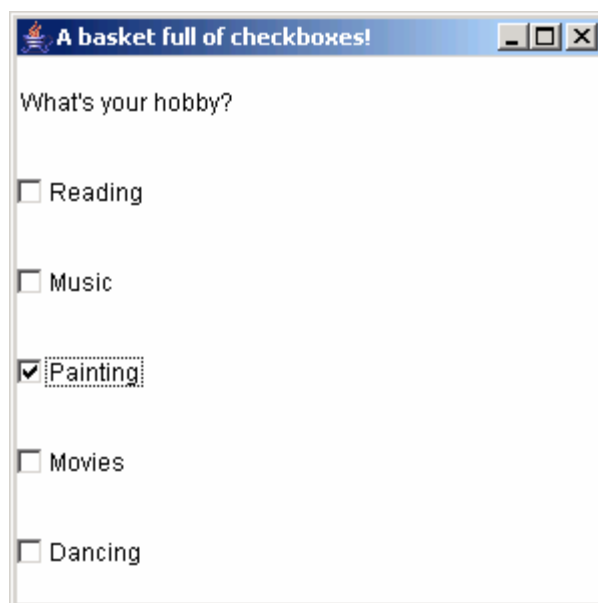 A basket full of checkboxes!
What's your hobby?
Reading
Music
Painting
Movies
Dancing